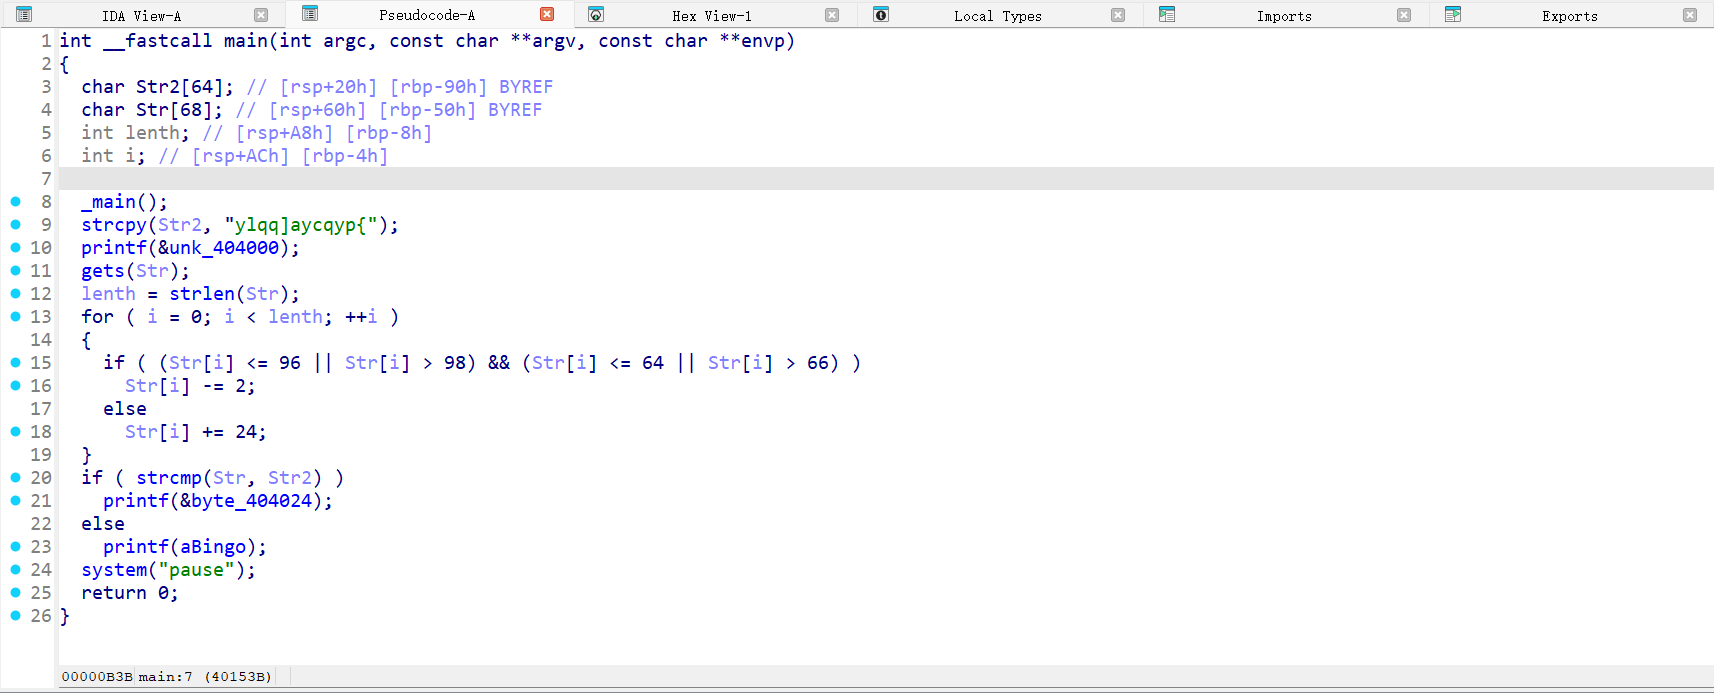 IDA View-A
Pseudocode-A
Hex View-1
Local Types
Imports
Exports
1 int __fastcall main(int argc, const char **argv, const char **envp)
2 {
3 char Str2[64]; // [rsp+20h] [rbp-90h] BYREF
4 char Str[68]; // [rsp+60h] [rbp-50h] BYREF
5 int lenth; // [rsp+A8h] [rbp-8h]
6 int i; // [rsp+ACh] [rbp-4h]
7
8 _main();
9 strcpy(Str2, "ylqq]aycqyp{");
10 printf(&unk_404000);
11 gets(Str);
12 lenth = strlen(Str);
13 for ( i = 0; i < lenth; ++i )
14 {
15 if ( (Str[i] <= 96 || Str[i] > 98) && (Str[i] <= 64 || Str[i] > 66) )
16 Str[i] -= 2;
17 else
18 Str[i] += 24;
19 }
20 if ( strcmp(Str, Str2) )
21 printf(&byte_404024);
22 else
23 printf(aBingo);
24 system("pause");
25 return 0;
26 }
00000B3B main:7 (40153B)